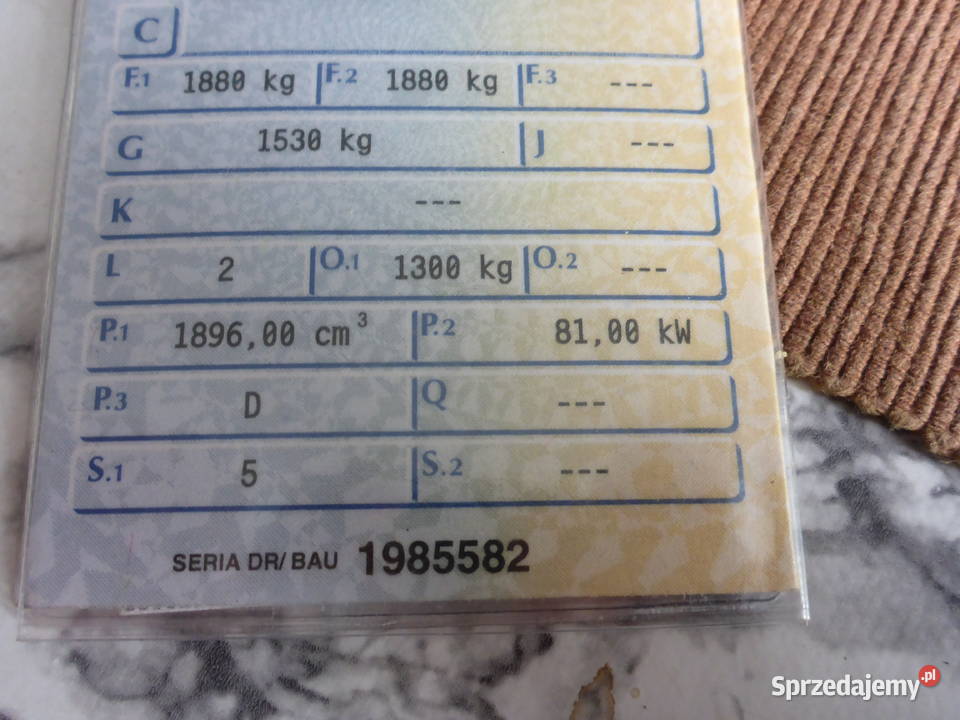 C
F.1 1880 kg F.2 1880 kg F.3 ---
G 1530 kg J ---
K ---
L 2 O.1 1300 kg O.2 ---
P.1 1896,00 cm³ P.2 81,00 kW
P.3 D Q ---
S.1 5 S.2 ---
SERIA DR/BAU 1985582
Sprzedajemy.pl